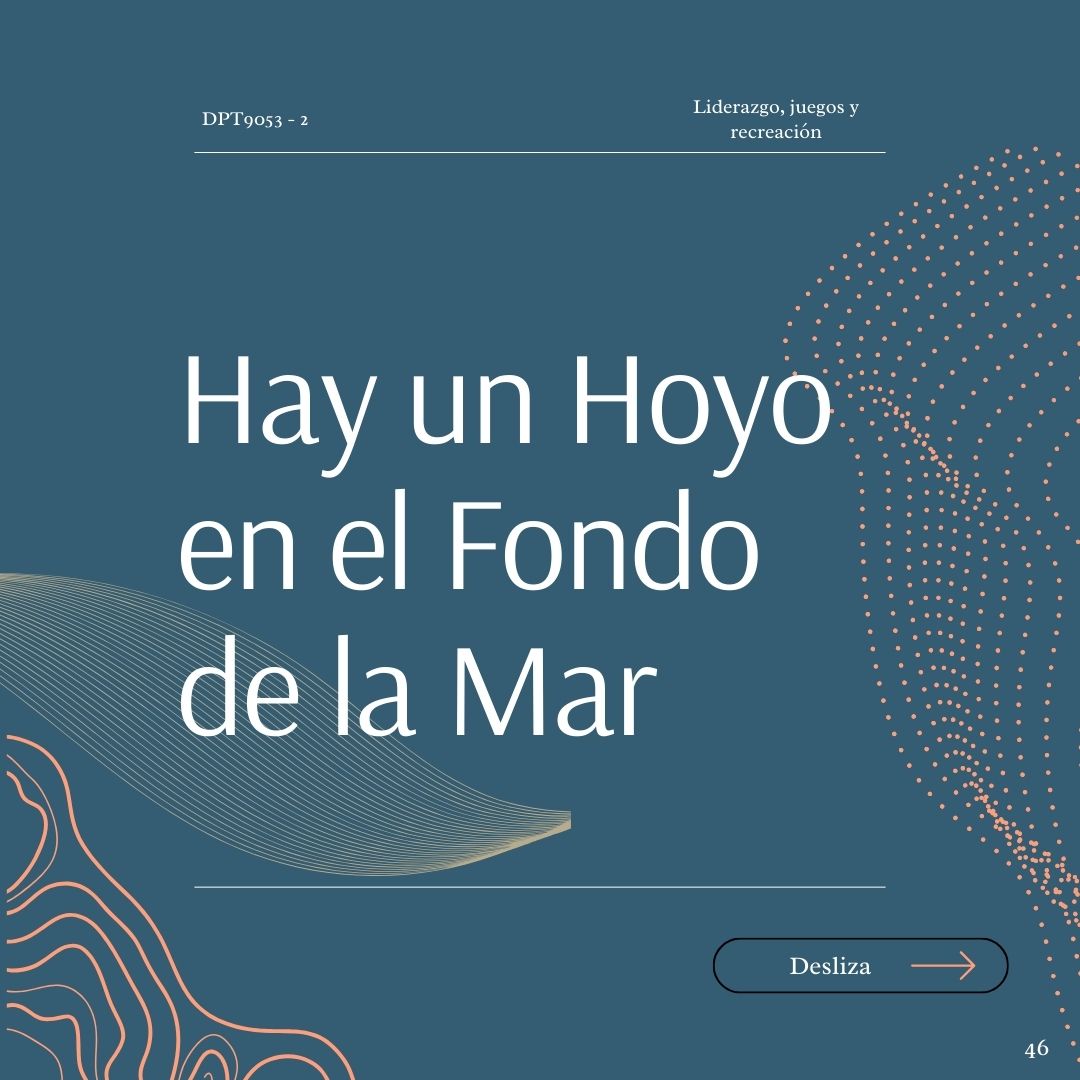 DPT9053 - 2
Liderazgo, juegos y
recreación
Hay un Hoyo
en el Fondo
de la Mar
Desliza
46